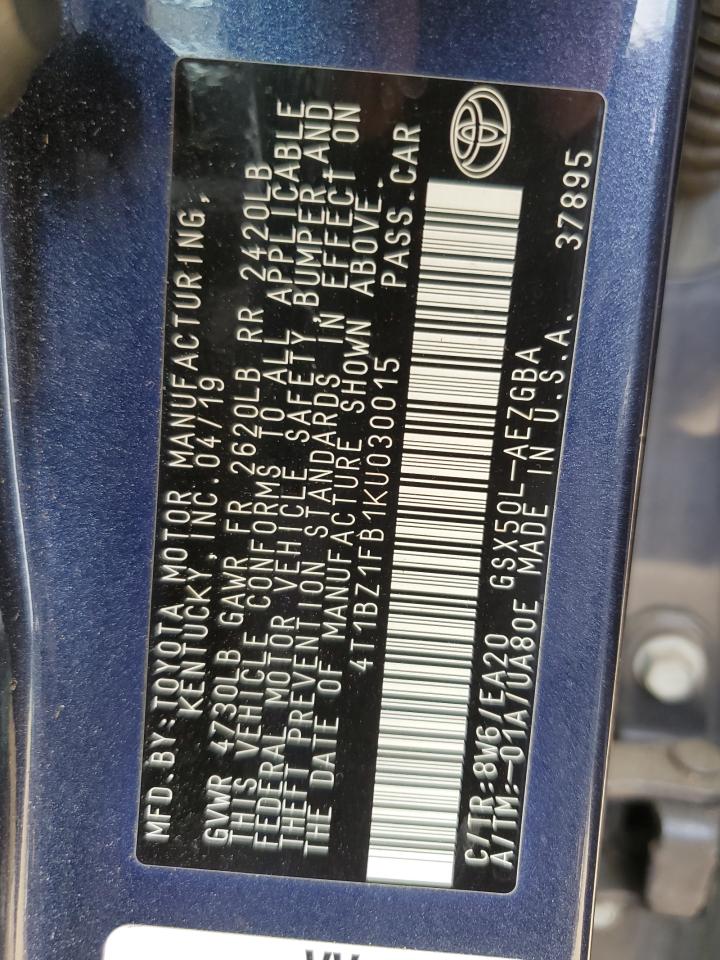 MFD.BY:TOYOTA MOTOR MANUFACTURING,
KENTUCKY, INC.04/19
GVWR 4730LB GAWR FR 2620LB RR 2420LB
THIS VEHICLE CONFORMS TO ALL APPLICABLE
FEDERAL MOTOR VEHICLE SAFETY,BUMPER,AND
THEFT PREVENTION STANDARDS IN EFFECT ON
THE DATE OF MANUFACTURE SHOWN ABOVE.
4T1BZ1FB1KU030015 PASS.CAR
C/TR:8W6/EA20 GSX50L-AEZGBA
A/TM:-01A/UA80E MADE IN U.S.A. 37895